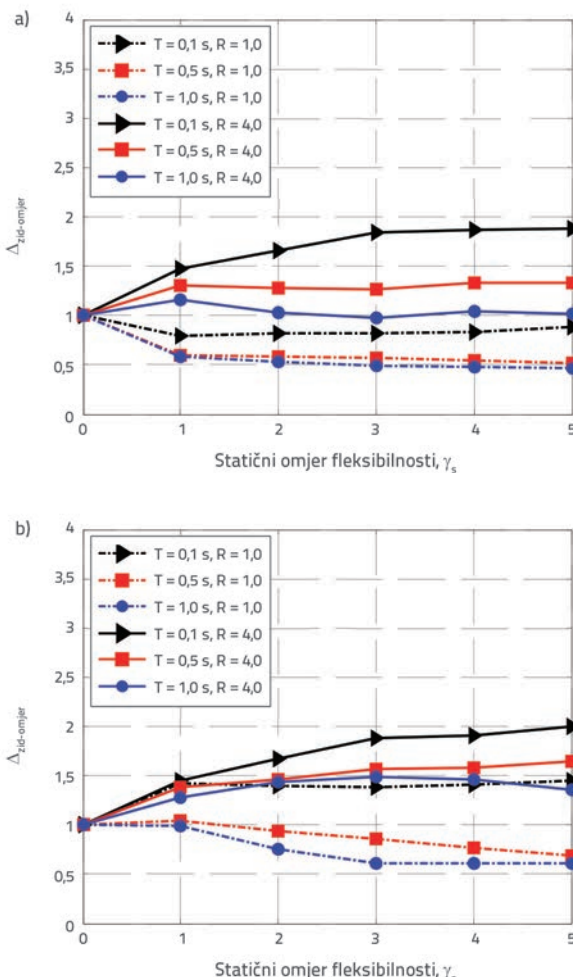 a)
4
3,5
3
2,5
2
1,5
1
0,5
0
Δzid-omjer
T = 0,1 s, R = 1,0
T = 0,5 s, R = 1,0
T = 1,0 s, R = 1,0
T = 0,1 s, R = 4,0
T = 0,5 s, R = 4,0
T = 1,0 s, R = 4,0
0 1 2 3 4 5
Statični omjer fleksibilnosti, γs
b)
4
3,5
3
2,5
2
1,5
1
0,5
0
Δzid-omjer
T = 0,1 s, R = 1,0
T = 0,5 s, R = 1,0
T = 1,0 s, R = 1,0
T = 0,1 s, R = 4,0
T = 0,5 s, R = 4,0
T = 1,0 s, R = 4,0
0 1 2 3 4 5
Statični omjer fleksibilnosti, γs